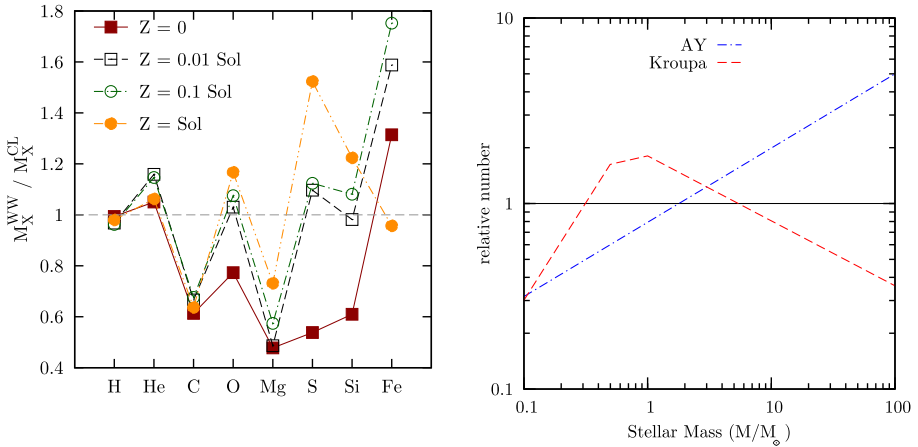 M_X^WW / M_X^CL
1.8
1.6
1.4
1.2
1
0.8
0.6
0.4
Z = 0
Z = 0.01 Sol
Z = 0.1 Sol
Z = Sol
H He C O Mg S Si Fe
relative number
10
1
0.1
AY
Kroupa
0.1 1 10 100
Stellar Mass (M/M☉)